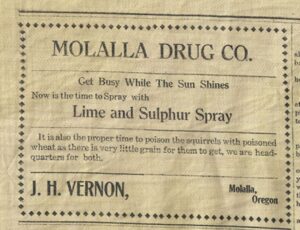 MOLALLA DRUG CO.
Get Busy While The Sun Shines
Now is the time to Spray with
Lime and Sulphur Spray
It is also the proper time to poison the squirrels with poisoned
wheat as there is very little grain for them to get, we are head-
quarters for both.
J. H. VERNON, Molalla,
Oregon